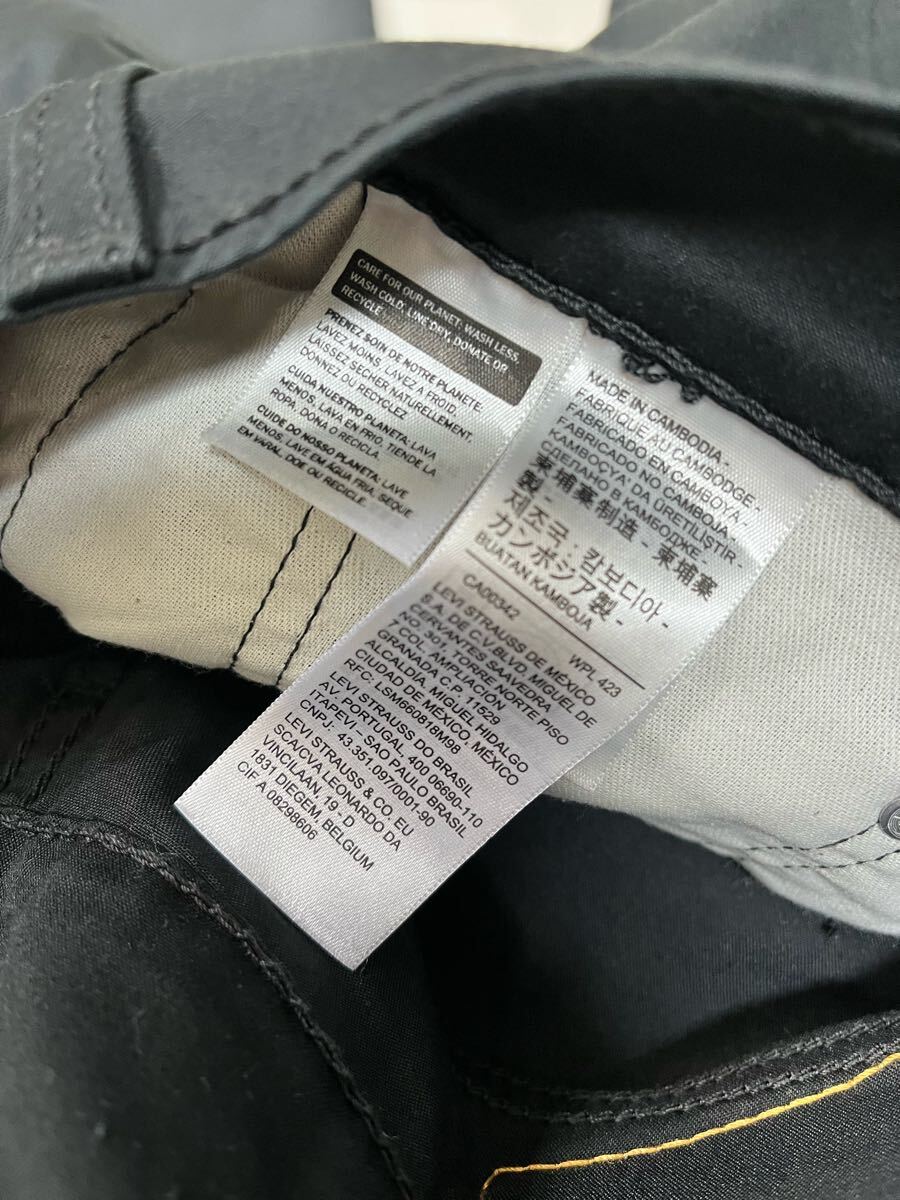 CARE FOR OUR PLANET: WASH LESS,
WASH COLD, LINE DRY, DONATE OR
RECYCLE
PRENEZ SOIN DE NOTRE PLANETE.
LAVEZ MOINS, LAVEZ A FROID,
LAISSEZ SECHER NATURELLEMENT,
DONNEZ OU RECYCLEZ.
CUIDA NUESTRO PLANETA: LAVA
MENOS, LAVA EN FRIO, TIENDE LA
ROPA, DONA O RECICLA.
CUIDE DO NOSSO PLANETA: LAVE
MENOS, LAVE EM ÁGUA FRIA, SEQUE
EM VARAL, DOE OU RECICLE.
MADE IN CAMBODIA -
FABRIQUE AU CAMBODGE -
FABRICADO EN CAMBOYA -
FABRICADO NO CAMBOJA
KAMBOÇYA' DA ÜRETİLİŞTİR
СДЕЛАНО В КАМБОДЖЕ -
柬埔寨制造 - 柬埔寨
製 -
제조국 : 캄보디아 -
カンボジア製 -
BUATAN KAMBOJA
CA00342 WPL 423
LEVI STRAUSS DE MÉXICO
S.A. DE C.V. BLVD. MIGUEL DE
CERVANTES SAAVEDRA
NO. 301, TORRE NORTE PISO
7 COL. AMPLIACIÓN
GRANADA C.P. 11529
ALCALDÍA, MIGUEL HIDALGO
CIUDAD DE MÉXICO, MÉXICO
RFC: LSM660818M98
LEVI STRAUSS DO BRASIL
AV. PORTUGAL, 400 06690-110
ITAPEVI – SAO PAULO BRASIL
CNPJ: 43.351.097/0001-90
LEVI STRAUSS & CO. EU
SCA/CVA LEONARDO DA
VINCILAAN, 19 - D
1831 DIEGEM, BELGIUM
CIF A 08298606